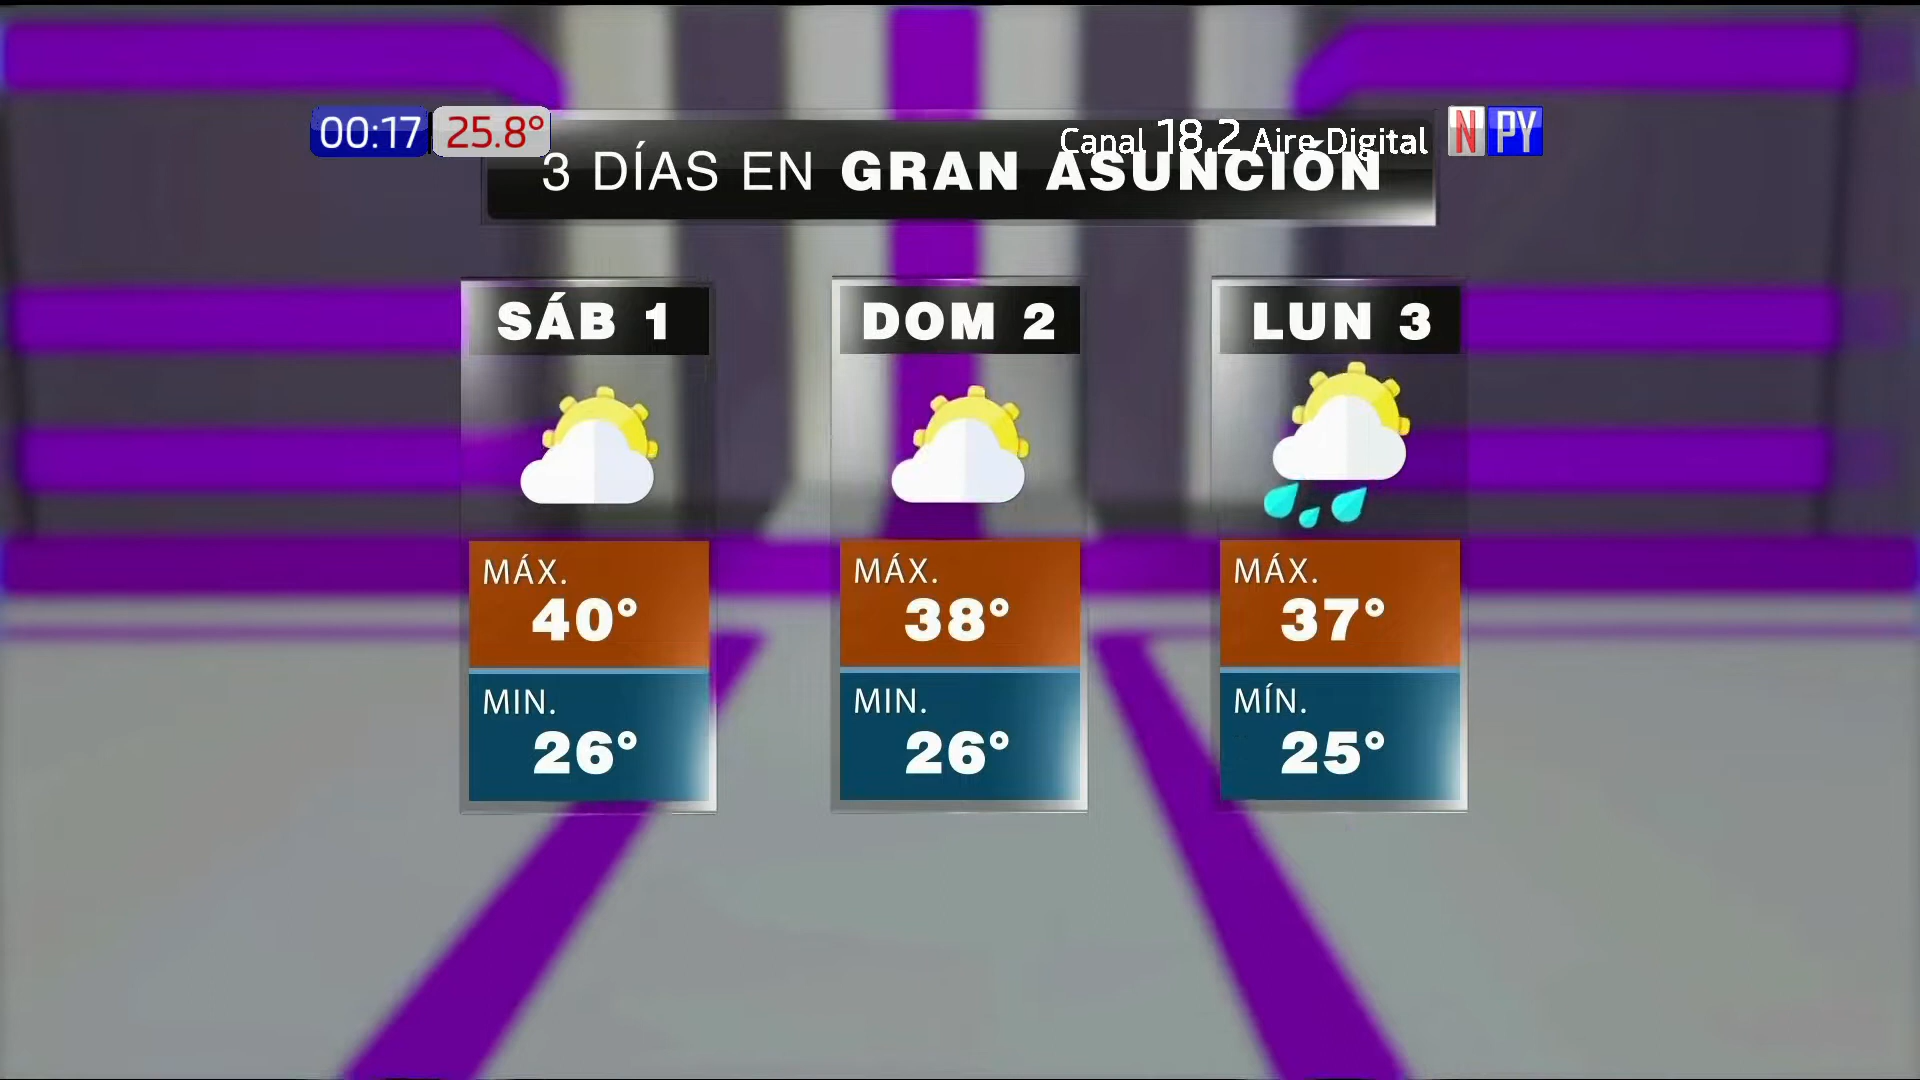 00:17 25.8°
Canal 18.2 Aire Digital NPY
3 DÍAS EN GRAN ASUNCIÓN
SÁB 1
MÁX.
40°
MIN.
26°
DOM 2
MÁX.
38°
MIN.
26°
LUN 3
MÁX.
37°
MÍN.
25°